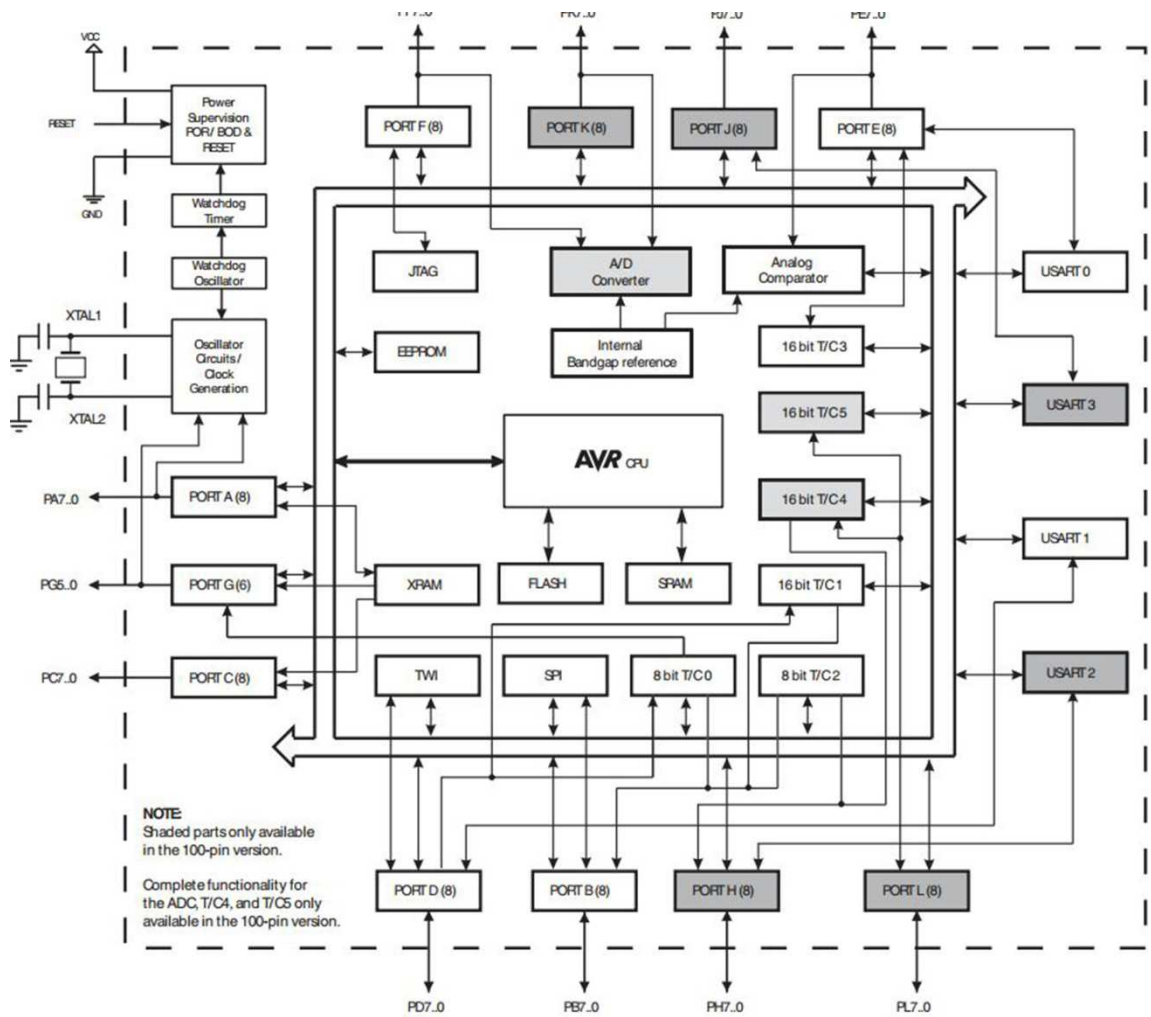 PJ7..0
PE7..0
VCC
RESET
GND
Power
Supervision
POR/ BOD &
RESET
PORT F (8)
PORT K (8)
PORT J (8)
PORT E (8)
Watchdog
Timer
Watchdog
Oscillator
JTAG
A/D
Converter
Analog
Comparator
USART 0
XTAL1
XTAL2
Oscillator
Circuits /
Clock
Generation
EEPROM
Internal
Bandgap reference
16 bit T/C3
16 bit T/C5
USART 3
AVR CPU
PA7..0
PORT A (8)
16 bit T/C4
USART 1
PG5..0
PORT G (6)
XRAM
FLASH
SRAM
16 bit T/C1
PC7..0
PORT C (8)
TWI
SPI
8 bit T/C0
8 bit T/C2
USART 2
NOTE:
Shaded parts only available
in the 100-pin version.
Complete functionality for
the ADC, T/C4, and T/C5 only
available in the 100-pin version.
PORT D (8)
PORT B (8)
PORT H (8)
PORT L (8)
PD7..0
PB7..0
PH7..0
PL7..0